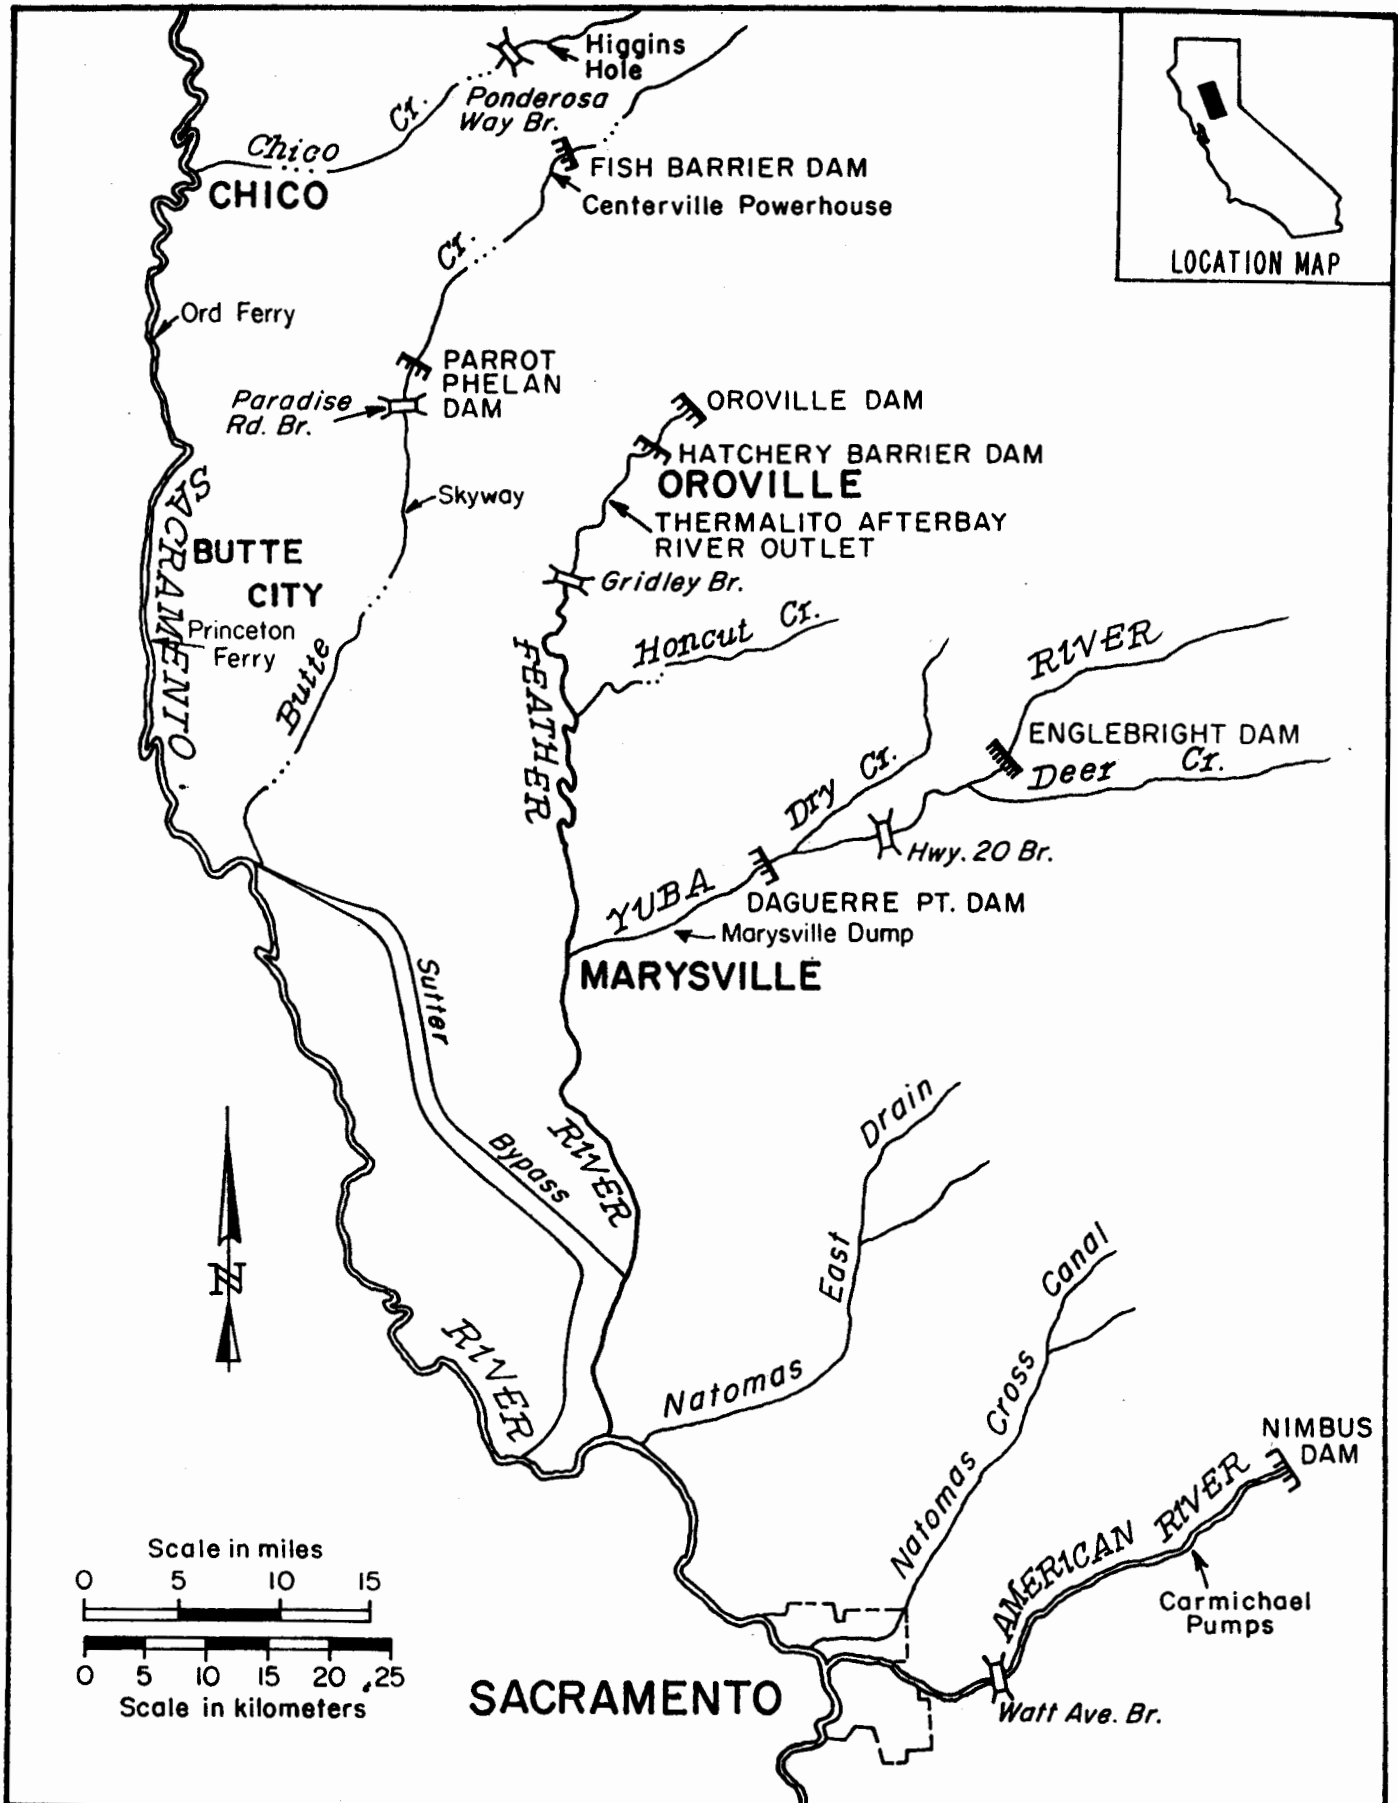 Higgins
Hole
Ponderosa
Way Br.
Chico Cr.
CHICO
FISH BARRIER DAM
Centerville Powerhouse
LOCATION MAP
Cr.
Ord Ferry
PARROT
PHELAN
DAM
Paradise
Rd. Br.
OROVILLE DAM
HATCHERY BARRIER DAM
OROVILLE
Skyway
THERMALITO AFTERBAY
RIVER OUTLET
SACRAMENTO
BUTTE
CITY
Gridley Br.
Princeton
Ferry
Honcut Cr.
RIVER
Butte
FEATHER
ENGLEBRIGHT DAM
Deer Cr.
Dry Cr.
Hwy. 20 Br.
YUBA
DAGUERRE PT. DAM
Marysville Dump
MARYSVILLE
Sutter
Bypass
RIVER
Drain
East
Natomas
N
RIVER
Canal
Cross
Natomas
NIMBUS
DAM
AMERICAN RIVER
Carmichael
Pumps
Scale in miles
0 5 10 15
0 5 10 15 20 25
Scale in kilometers
SACRAMENTO
Watt Ave. Br.